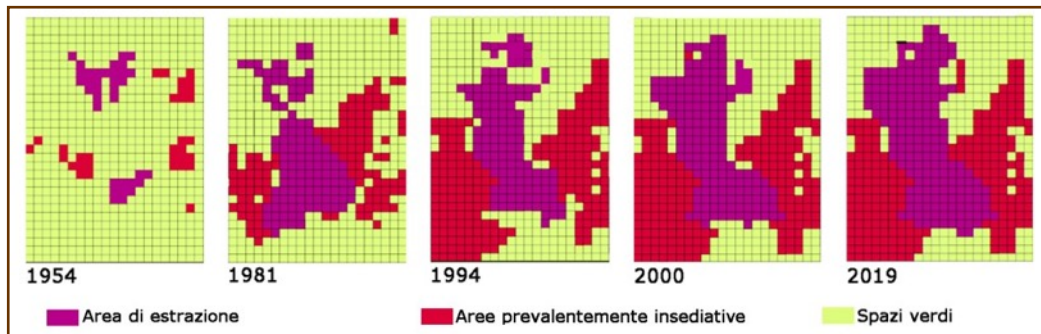 1954
1981
1994
2000
2019
Area di estrazione
Aree prevalentemente insediative
Spazi verdi